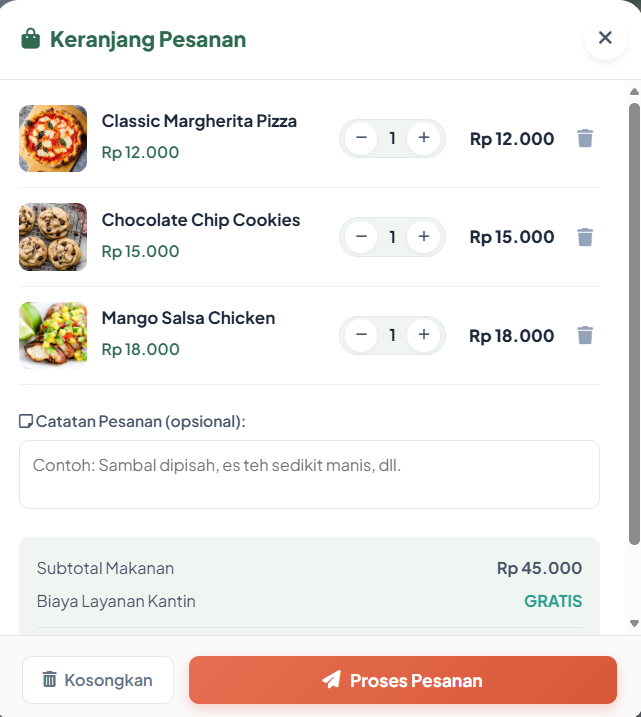 Keranjang Pesanan
Classic Margherita Pizza
Rp 12.000
− 1 +
Rp 12.000
Chocolate Chip Cookies
Rp 15.000
− 1 +
Rp 15.000
Mango Salsa Chicken
Rp 18.000
− 1 +
Rp 18.000
Catatan Pesanan (opsional):
Contoh: Sambal dipisah, es teh sedikit manis, dll.
Subtotal Makanan Rp 45.000
Biaya Layanan Kantin GRATIS
Kosongkan
Proses Pesanan